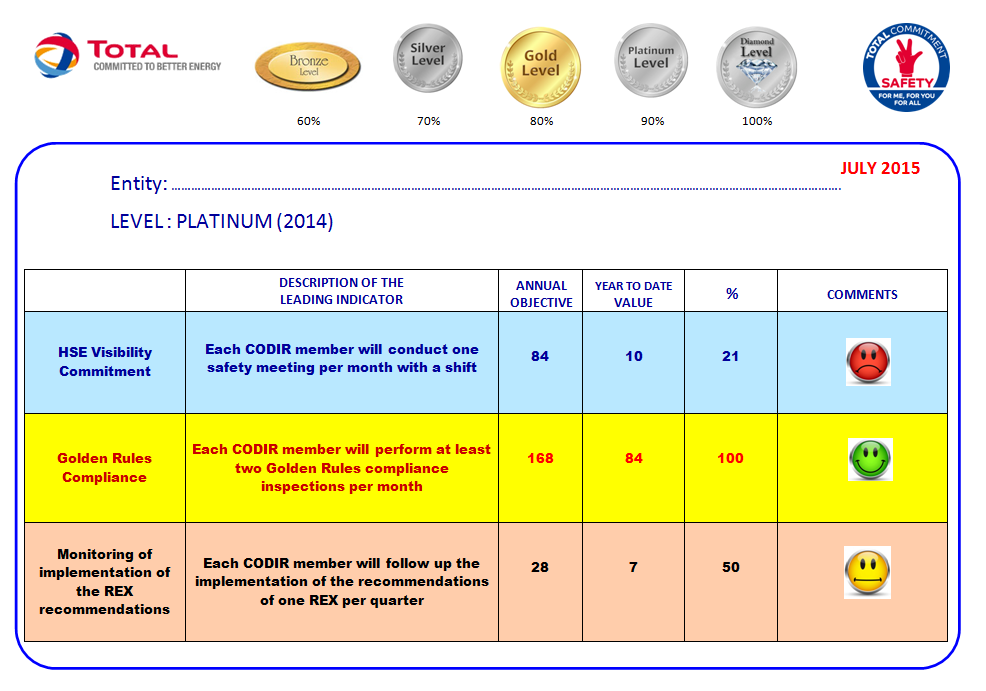 TOTAL
COMMITTED TO BETTER ENERGY
Bronze
Level
Silver
Level
Gold
Level
Platinum
Level
Diamond
Level
TOTAL COMMITMENT
SAFETY
FOR ME, FOR YOU
FOR ALL
60%
70%
80%
90%
100%
JULY 2015
Entity: ……………………………………………………………………………………………………………………………………………………………………………….
LEVEL : PLATINUM (2014)
DESCRIPTION OF THE
LEADING INDICATOR
ANNUAL
OBJECTIVE
YEAR TO DATE
VALUE
%
COMMENTS
HSE Visibility
Commitment
Each CODIR member will conduct one
safety meeting per month with a shift
84
10
21
Golden Rules
Compliance
Each CODIR member will perform at least
two Golden Rules compliance
inspections per month
168
84
100
Monitoring of
implementation of
the REX
recommendations
Each CODIR member will follow up the
implementation of the recommendations
of one REX per quarter
28
7
50